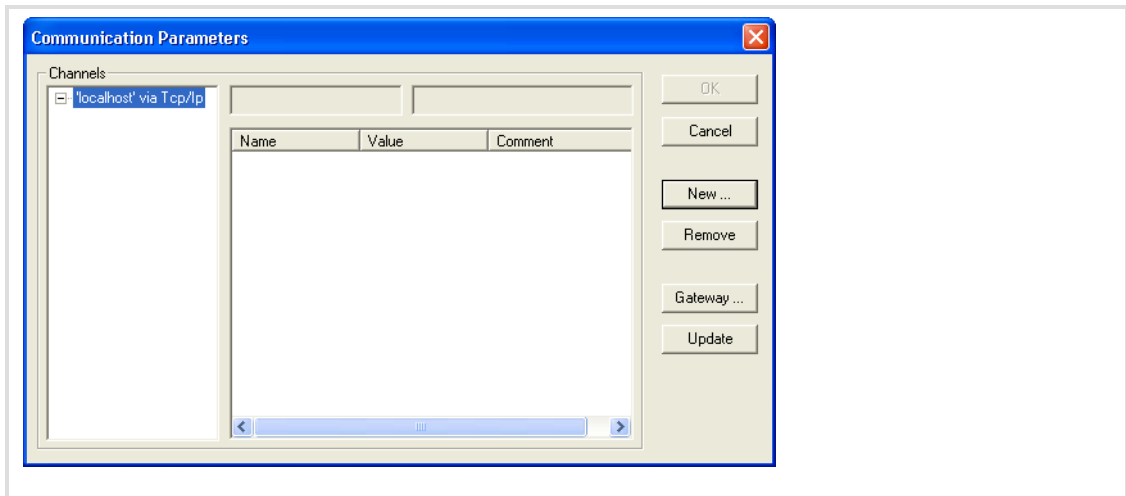 Communication Parameters
Channels
'localhost' via Tcp/Ip
OK
Cancel
Name Value Comment
New ...
Remove
Gateway ...
Update